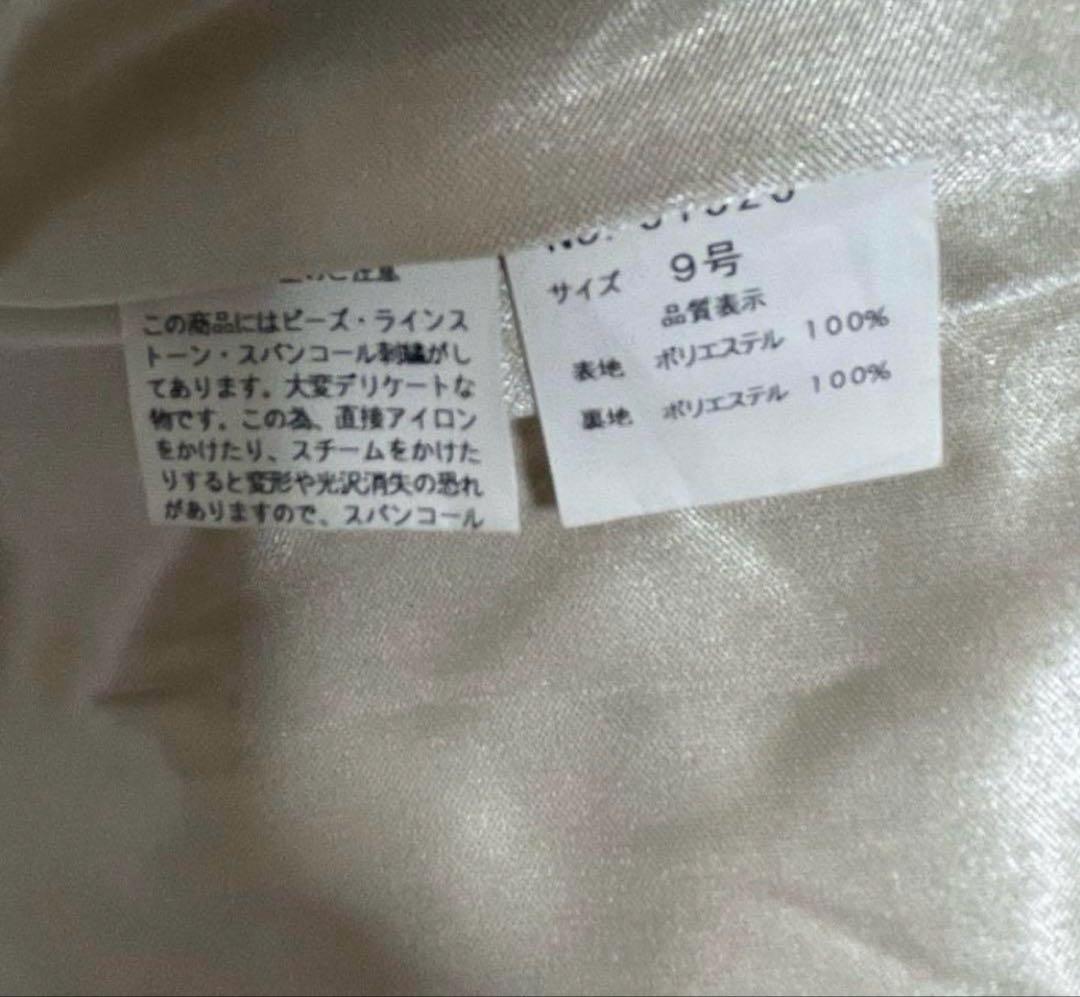 この商品にはビーズ・ラインス
トーン・スパンコール刺繍がし
てあります。大変デリケートな
物です。この為、直接アイロン
をかけたり、スチームをかけた
りすると変形や光沢消失の恐れ
がありますので、スパンコール
サイズ 9号
品質表示
表地 ポリエステル 100%
裏地 ポリエステル 100%